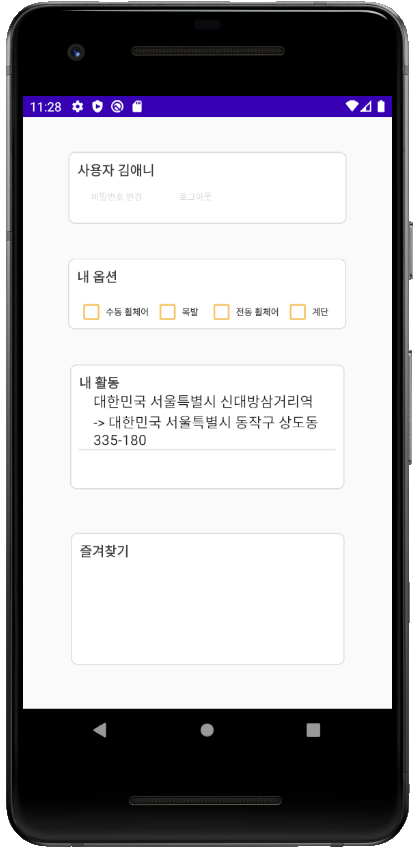 11:28
사용자 김애니
비밀번호 변경 로그아웃
내 옵션
수동 휠체어 목발 전동 휠체어 계단
내 활동
대한민국 서울특별시 신대방삼거리역
-> 대한민국 서울특별시 동작구 상도동
335-180
즐겨찾기